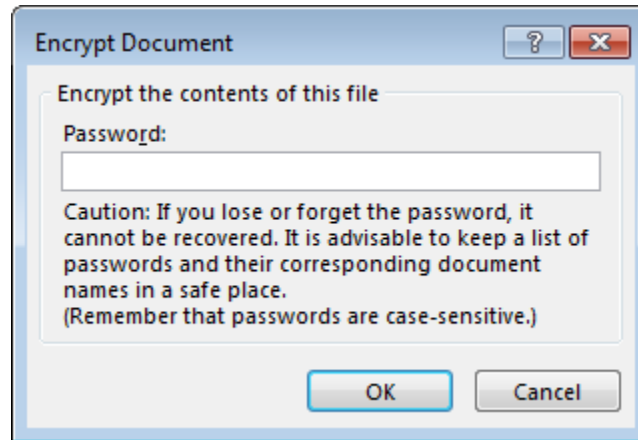 Encrypt Document
?
Encrypt the contents of this file
Password:
Caution: If you lose or forget the password, it
cannot be recovered. It is advisable to keep a list of
passwords and their corresponding document
names in a safe place.
(Remember that passwords are case-sensitive.)
OK
Cancel